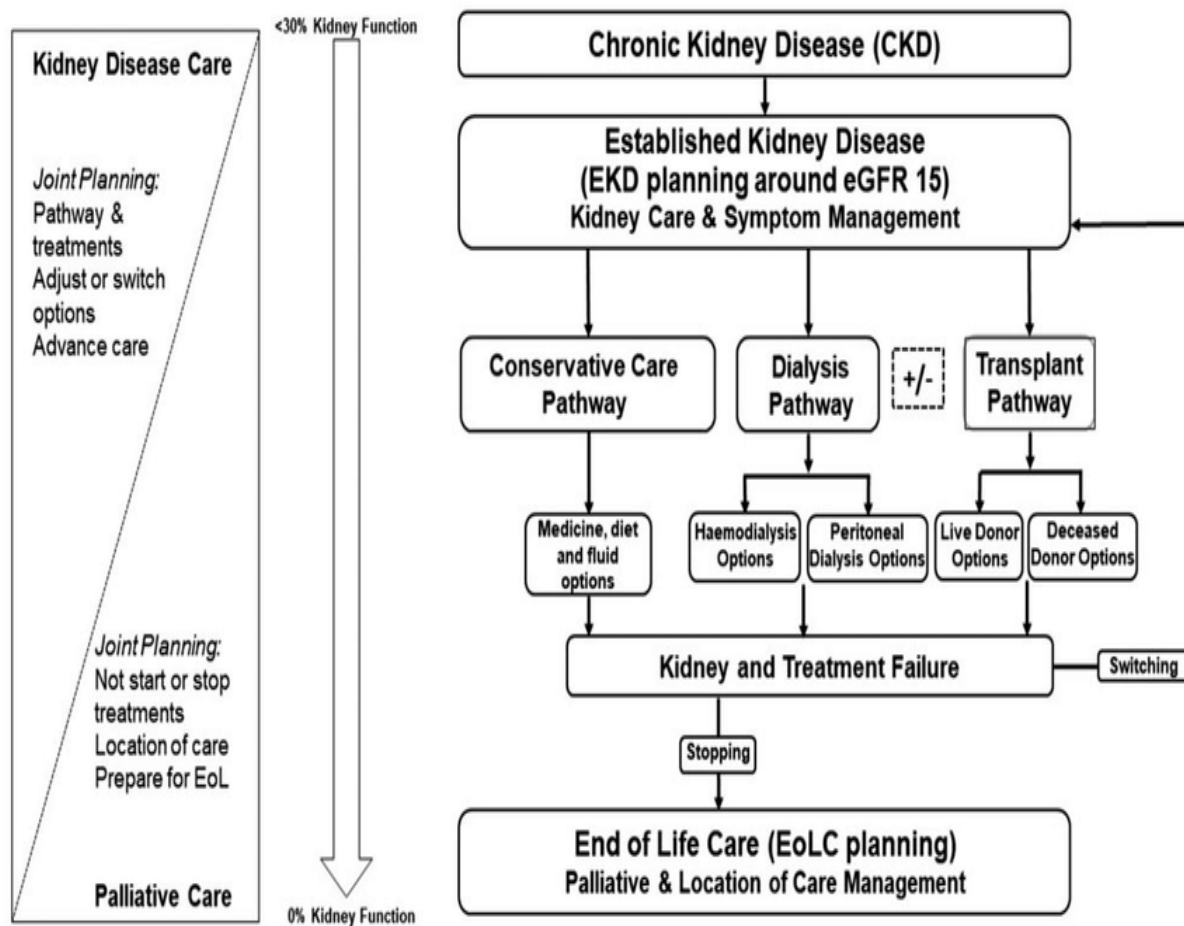 Kidney Disease Care
Joint Planning:
Pathway &
treatments
Adjust or switch
options
Advance care
Joint Planning:
Not start or stop
treatments
Location of care
Prepare for EoL
Palliative Care
<30% Kidney Function
0% Kidney Function
Chronic Kidney Disease (CKD)
Established Kidney Disease
(EKD planning around eGFR 15)
Kidney Care & Symptom Management
Conservative Care
Pathway
Dialysis
Pathway
+/-
Transplant
Pathway
Medicine, diet
and fluid
options
Haemodialysis
Options
Peritoneal
Dialysis Options
Live Donor
Options
Deceased
Donor Options
Kidney and Treatment Failure
Switching
Stopping
End of Life Care (EoLC planning)
Palliative & Location of Care Management